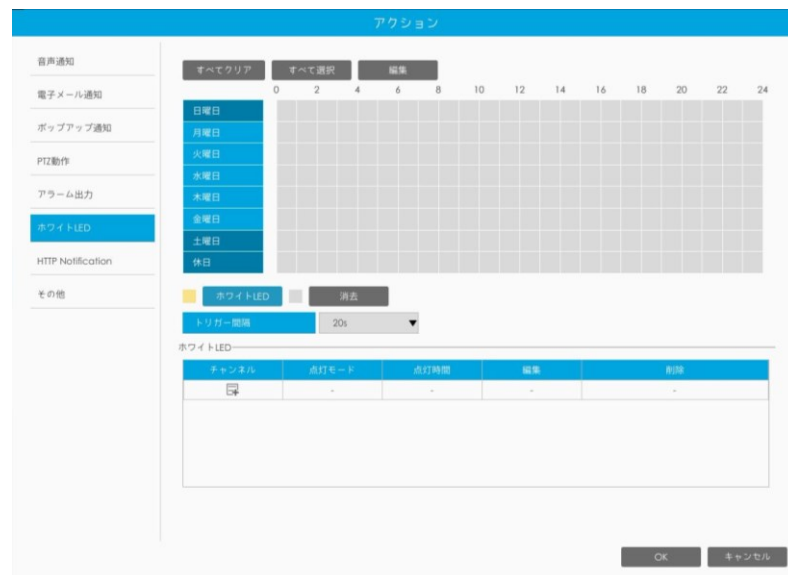 アクション
音声通知
電子メール通知
ポップアップ通知
PTZ動作
アラーム出力
ホワイトLED
HTTP Notification
その他
すべてクリア すべて選択 編集
0 2 4 6 8 10 12 14 16 18 20 22 24
日曜日
月曜日
火曜日
水曜日
木曜日
金曜日
土曜日
休日
ホワイトLED 消去
トリガー間隔 20s
ホワイトLED
チャンネル 点灯モード 点灯時間 編集 削除
- - - -
OK キャンセル